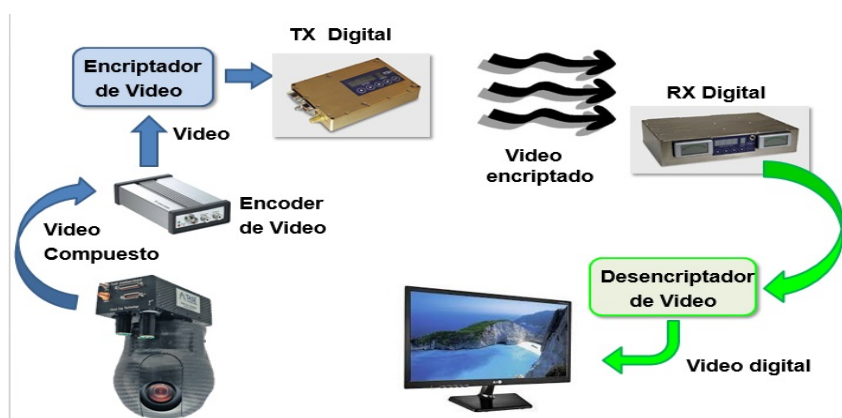 TX Digital
Encriptador
de Video
RX Digital
Video
Video
encriptado
Encoder
de Video
Video
Compuesto
Desencriptador
de Video
Video digital